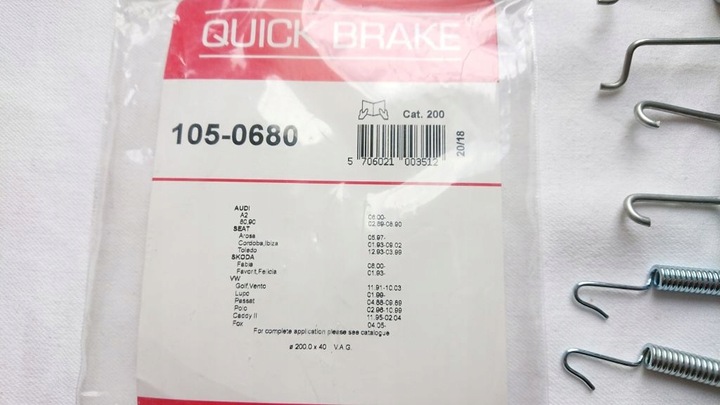 QUICK BRAKE
Cat. 200
105-0680
5 706021 003512
20/18
AUDI
A2 08.00-
80,90 02.89-08.90
SEAT
Arosa 05.97-
Cordoba,Ibiza 01.93-09.02
Toledo 12.93-03.99
SKODA
Fabia 08.00-
Favorit,Felicia 01.93-
VW
Golf,Vento 11.91-10.03
Lupo 01.99-
Passat 04.88-09.89
Polo 02.96-10.99
Caddy II 11.95-02.04
Fox 04.05-
For complete application please see catalogue
ø 200.0 x 40 V.A.G.